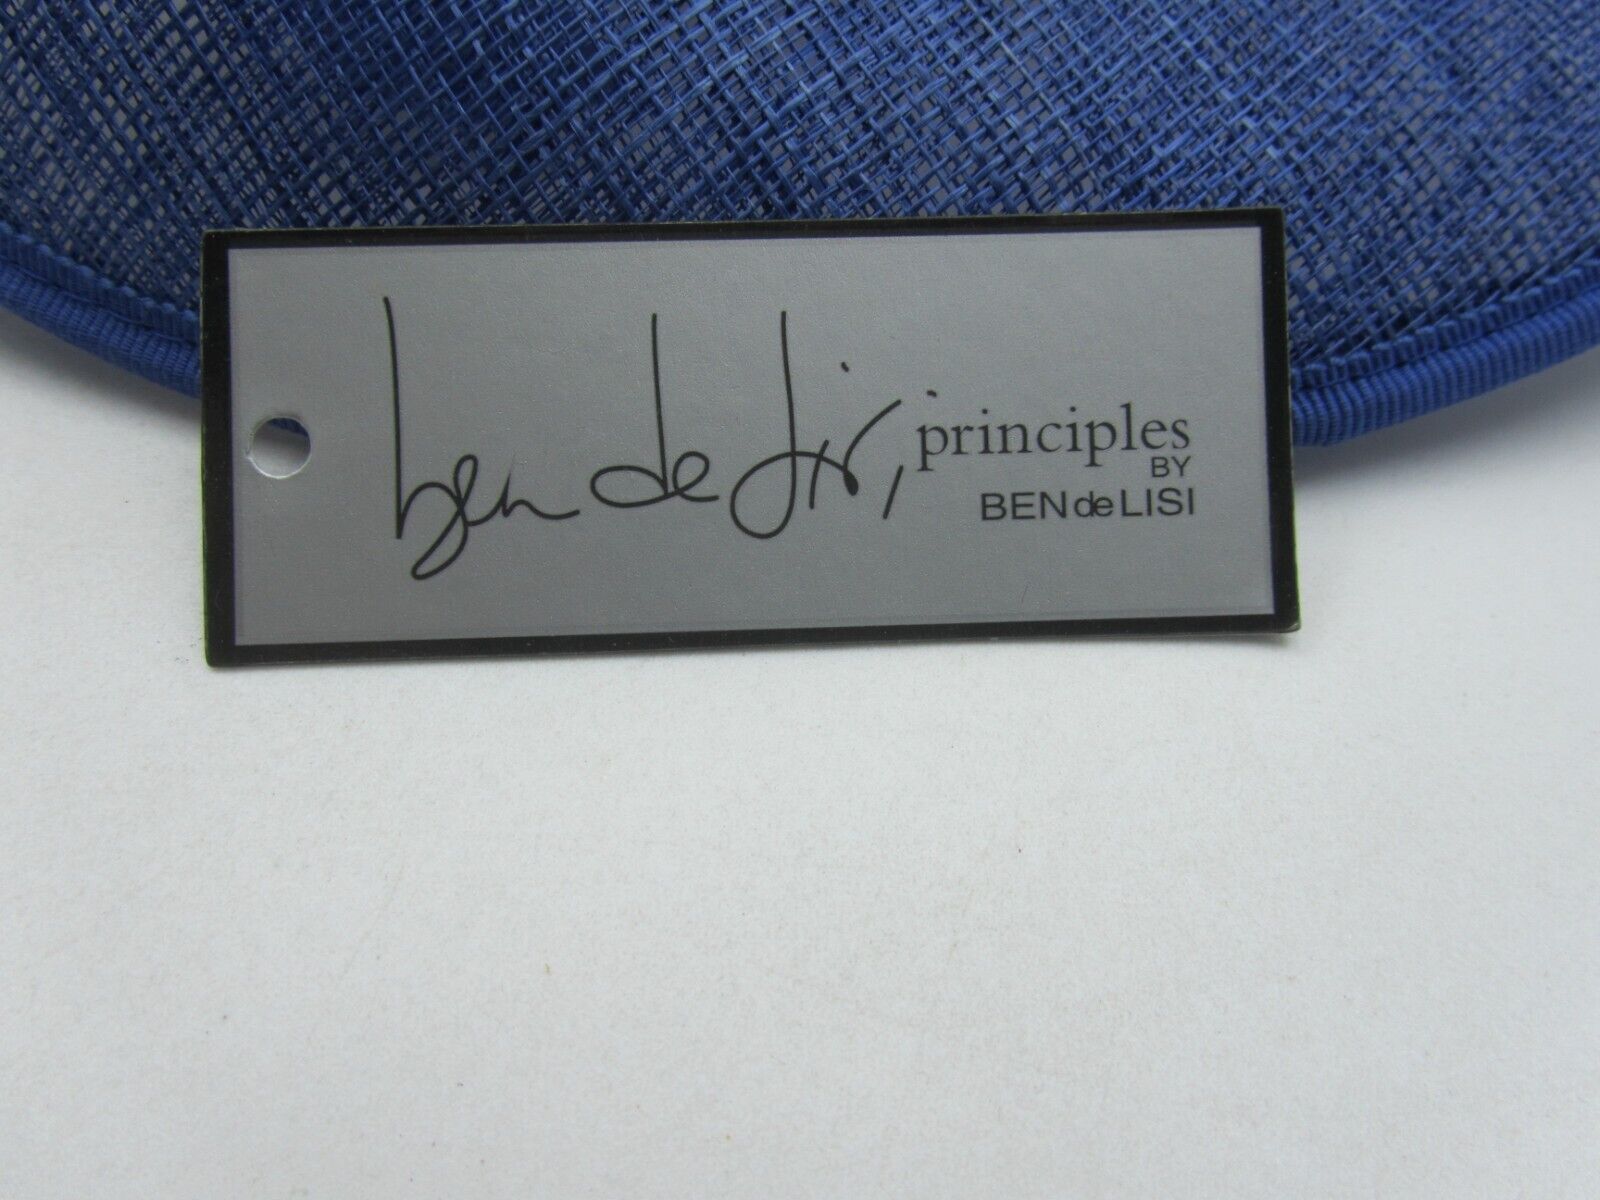 ben de lisi
principles
BY
BEN de LISI